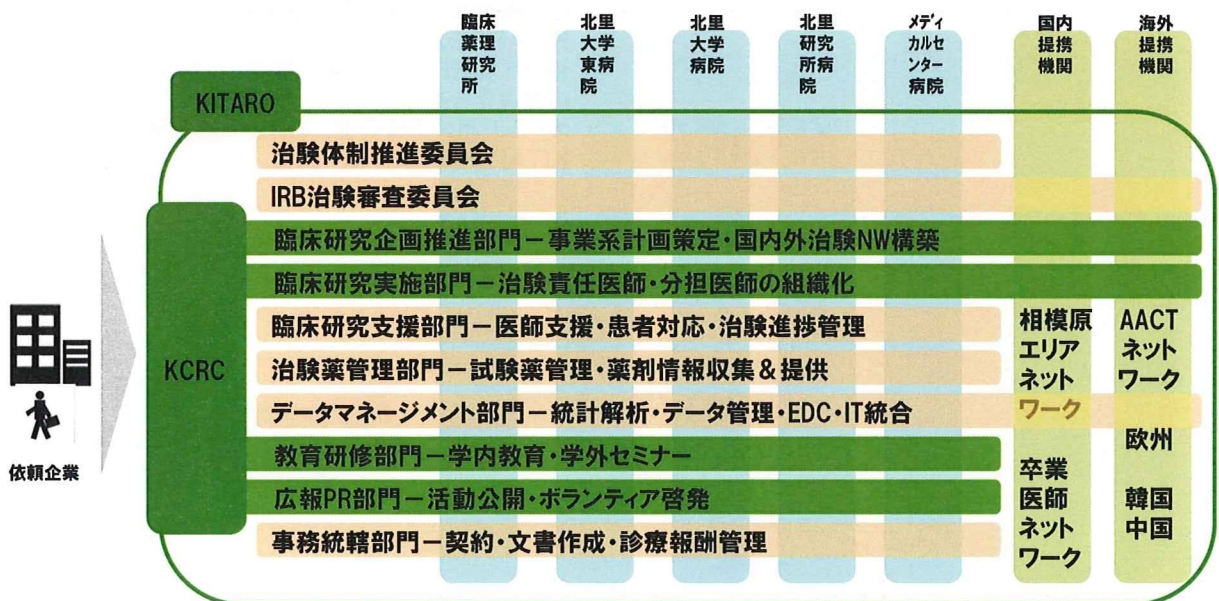 臨床
薬理
研究
所
北里
大学
東病
院
北里
大学
病院
北里
研究
所病
院
メディ
カルセ
ンター
病院
国内
提携
機関
海外
提携
機関
KITARO
治験体制推進委員会
IRB治験審査委員会
臨床研究企画推進部門－事業系計画策定・国内外治験NW構築
臨床研究実施部門－治験責任医師・分担医師の組織化
臨床研究支援部門－医師支援・患者対応・治験進捗管理
KCRC
治験薬管理部門－試験薬管理・薬剤情報収集＆提供
データマネージメント部門－統計解析・データ管理・EDC・IT統合
教育研修部門－学内教育・学外セミナー
広報PR部門－活動公開・ボランティア啓発
事務統轄部門－契約・文書作成・診療報酬管理
相模原
エリア
ネット
ワーク
卒業
医師
ネット
ワーク
AACT
ネット
ワーク
欧州
韓国
中国
依頼企業